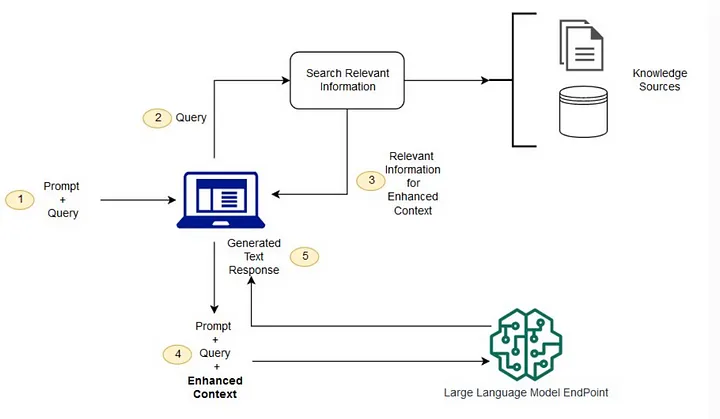 Search Relevant
Information
Knowledge
Sources
2
Query
1
Prompt
+
Query
3
Relevant
Information
for
Enhanced
Context
Generated
Text
Response
5
4
Prompt
+
Query
+
Enhanced
Context
Large Language Model EndPoint